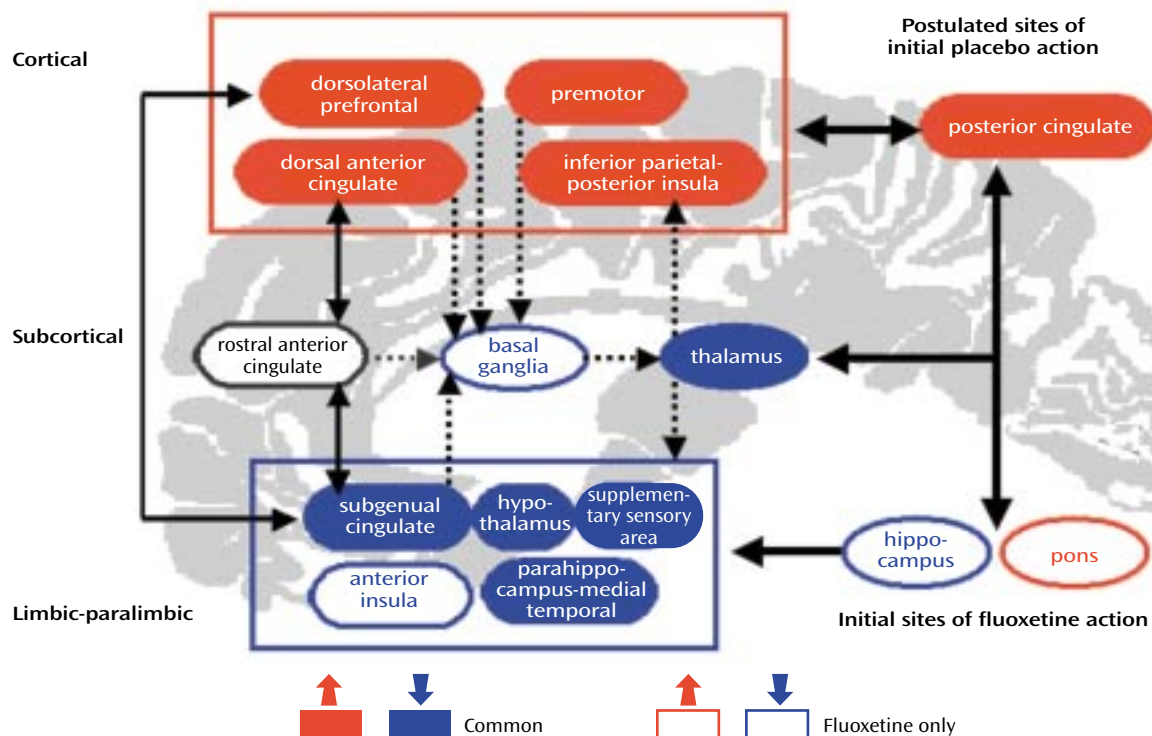 Cortical
Postulated sites of
initial placebo action
dorsolateral
prefrontal
premotor
posterior cingulate
dorsal anterior
cingulate
inferior parietal-
posterior insula
Subcortical
rostral anterior
cingulate
basal
ganglia
thalamus
subgenual
cingulate
hypo-
thalamus
supplemen-
tary sensory
area
hippo-
campus
pons
anterior
insula
parahippo-
campus-medial
temporal
Limbic-paralimbic
Initial sites of fluoxetine action
Common
Fluoxetine only